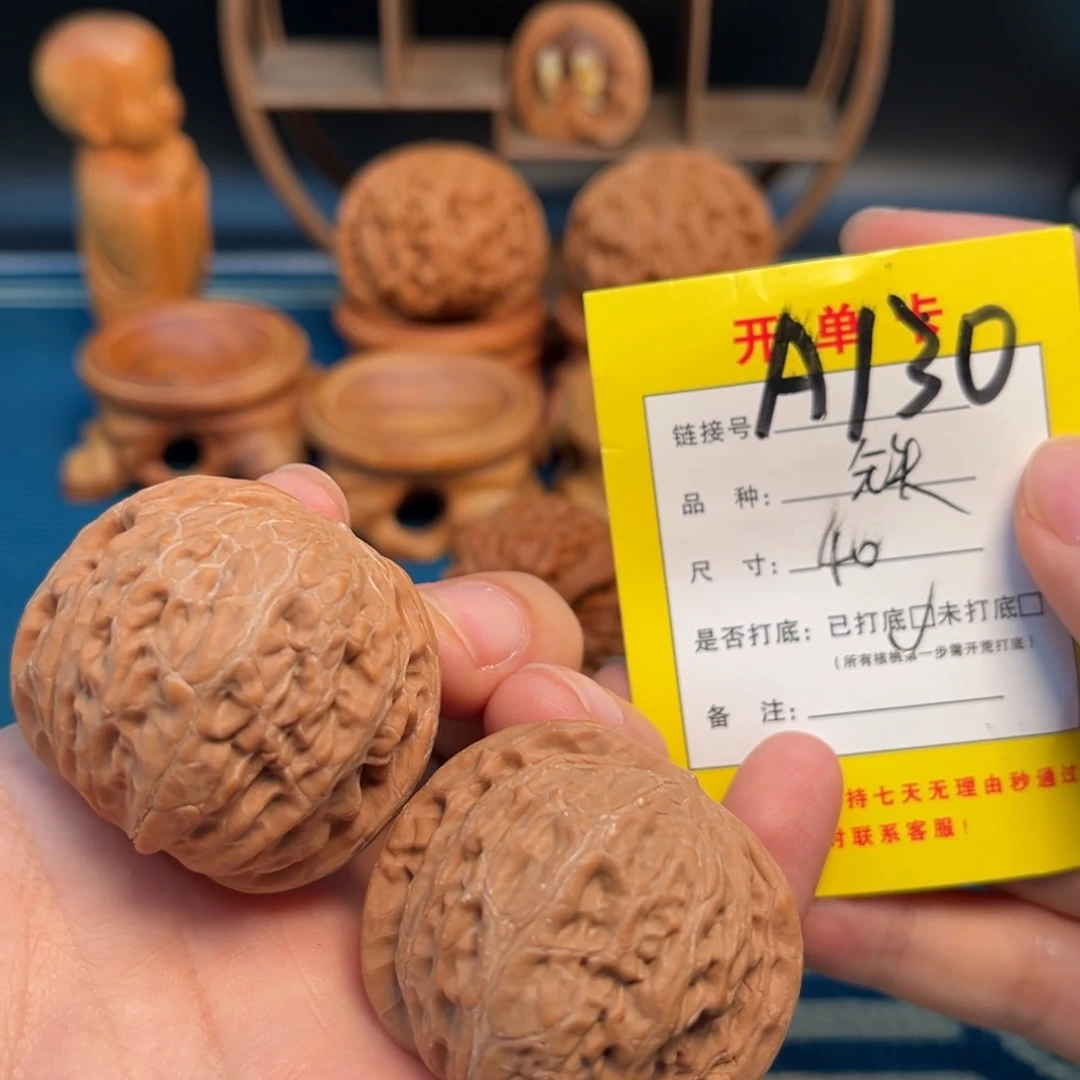 开单卡
链接号 A130
品 种:
尺 寸: 40
是否打底: 已打底☑未打底☐
(所有核桃第一步需开荒打底)
备 注:
持七天无理由秒通过
时联系客服!